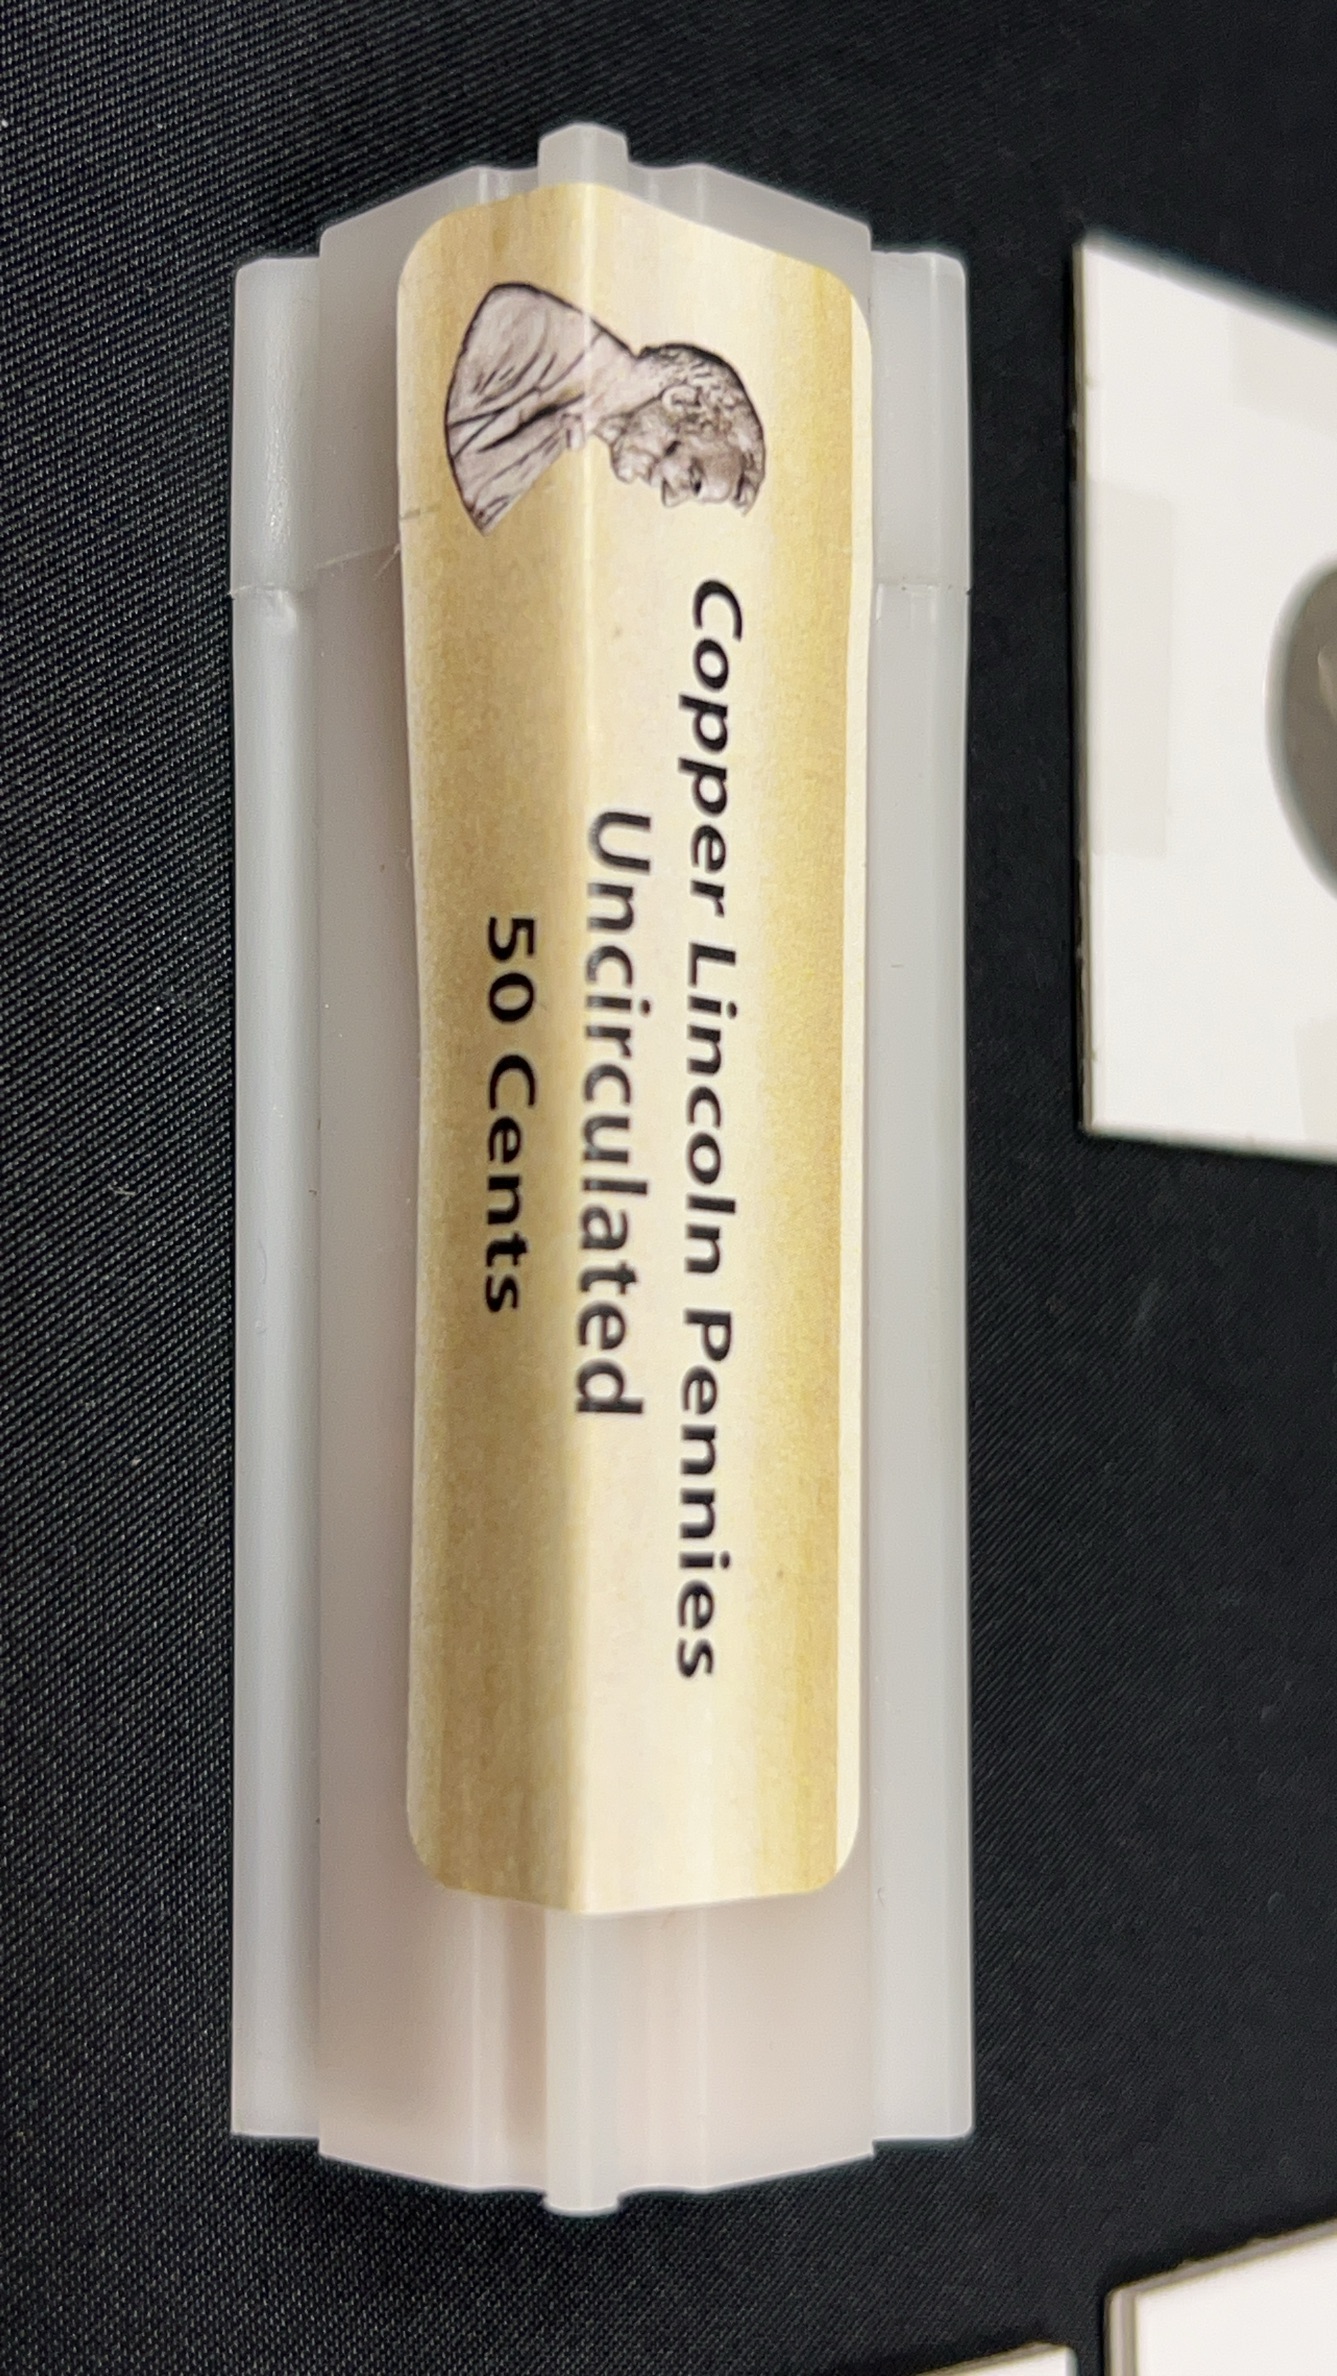 Copper Lincoln Pennies
Uncirculated
50 Cents